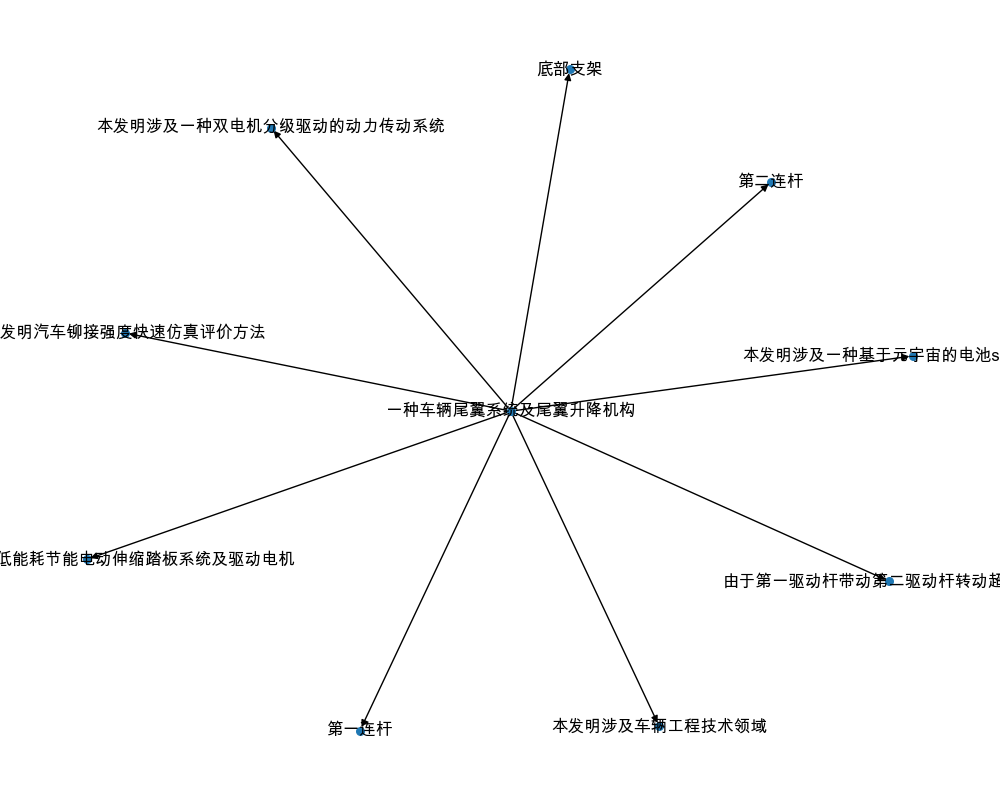 底部支架
本发明涉及一种双电机分级驱动的动力传动系统
第二连杆
发明汽车铆接强度快速仿真评价方法
本发明涉及一种基于元宇宙的电池s
一种车辆尾翼系统及尾翼升降机构
低能耗节能电动伸缩踏板系统及驱动电机
由于第一驱动杆带动第二驱动杆转动超
第一连杆
本发明涉及车辆工程技术领域